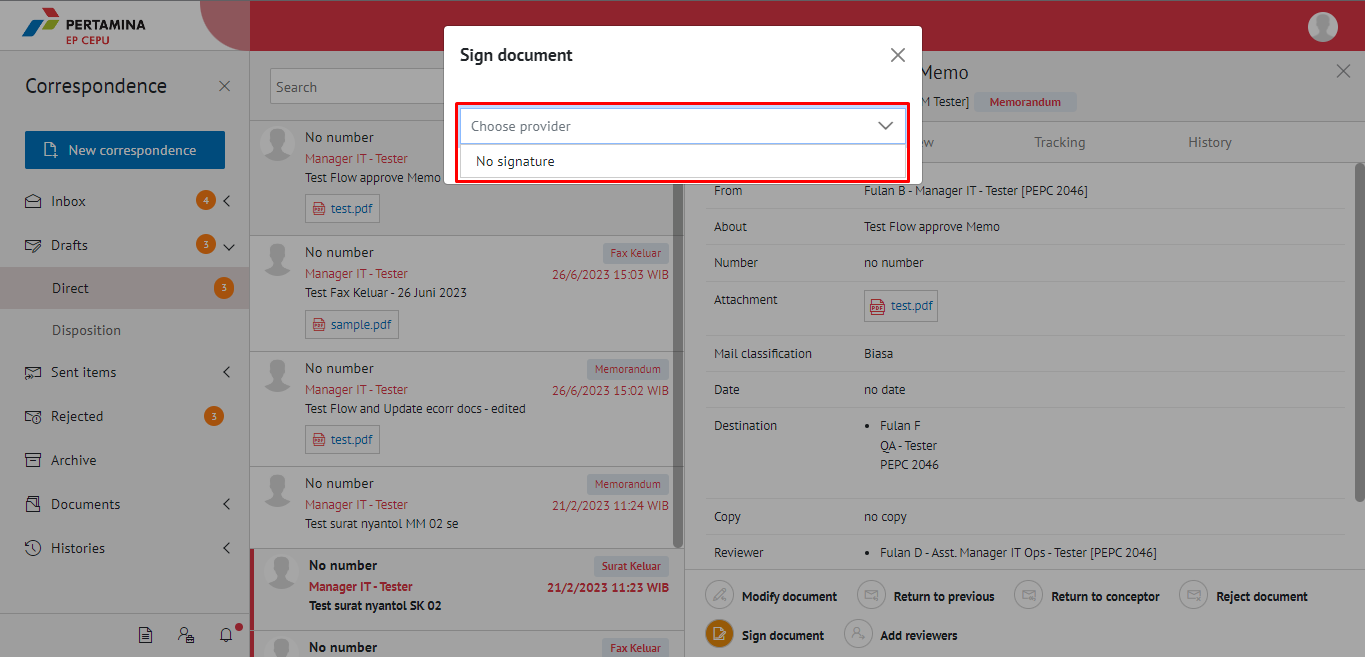 PERTAMINA
EP CEPU
Correspondence
New correspondence
Inbox
4
Drafts
3
Direct
3
Disposition
Sent items
Rejected
3
Archive
Documents
Histories
Search
No number
Manager IT - Tester
Test Flow approve Memo
test.pdf
No number
Fax Keluar
Manager IT - Tester
26/6/2023 15:03 WIB
Test Fax Keluar - 26 Juni 2023
sample.pdf
No number
Memorandum
Manager IT - Tester
26/6/2023 15:02 WIB
Test Flow and Update ecorr docs - edited
test.pdf
No number
Memorandum
Manager IT - Tester
21/2/2023 11:24 WIB
Test surat nyantol MM 02 se
No number
Surat Keluar
Manager IT - Tester
21/2/2023 11:23 WIB
Test surat nyantol SK 02
No number
Fax Keluar
Sign document
Choose provider
No signature
Memo
M Tester]
Memorandum
ew
Tracking
History
From
Fulan B - Manager IT - Tester [PEPC 2046]
About
Test Flow approve Memo
Number
no number
Attachment
test.pdf
Mail classification
Biasa
Date
no date
Destination
• Fulan F
QA - Tester
PEPC 2046
Copy
no copy
Reviewer
• Fulan D - Asst. Manager IT Ops - Tester [PEPC 2046]
Modify document
Return to previous
Return to conceptor
Reject document
Sign document
Add reviewers